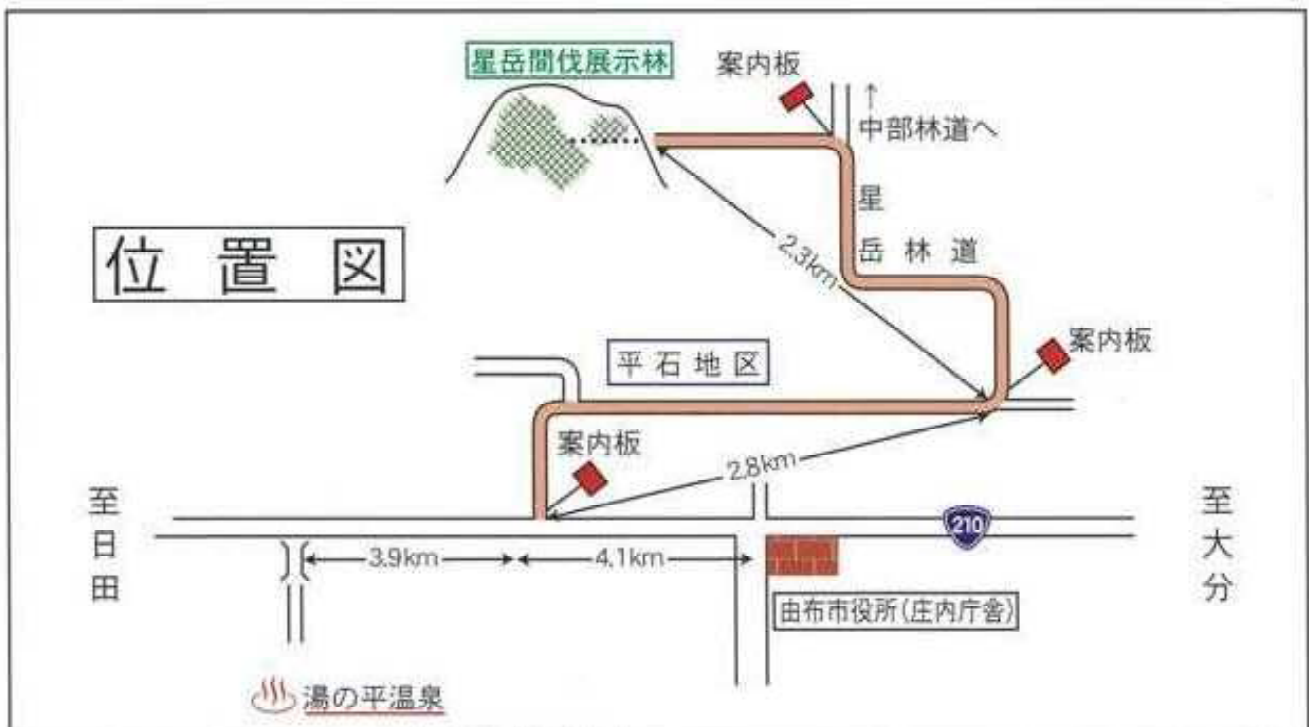 星岳間伐展示林
案内板
↑
中部林道へ
星
岳林道
2.3km
位置図
案内板
平石地区
案内板
2.8km
至日田
至大分
210
3.9km
4.1km
由布市役所(庄内庁舎)
湯の平温泉